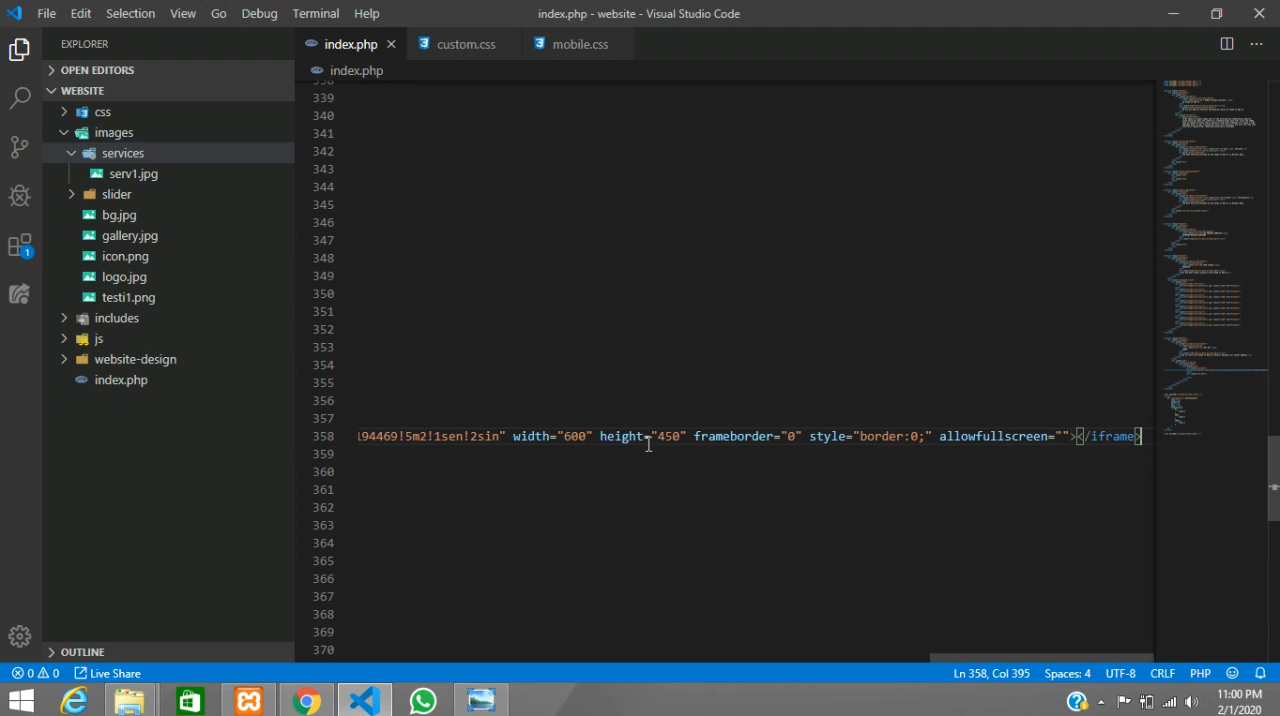 File Edit Selection View Go Debug Terminal Help
index.php - website - Visual Studio Code
EXPLORER
index.php
custom.css
mobile.css
OPEN EDITORS
index.php
WEBSITE
css
images
services
serv1.jpg
slider
bg.jpg
gallery.jpg
icon.png
logo.jpg
testi1.png
includes
js
website-design
index.php
OUTLINE
339
340
341
342
343
344
345
346
347
348
349
350
351
352
353
354
355
356
357
358 194469!5m2!1sen!2sin" width="600" height="450" frameborder="0" style="border:0;" allowfullscreen=""></iframe>
359
360
361
362
363
364
365
366
367
368
369
370
1
0 0 Live Share
Ln 358, Col 395 Spaces: 4 UTF-8 CRLF PHP
11:00 PM
2/1/2020